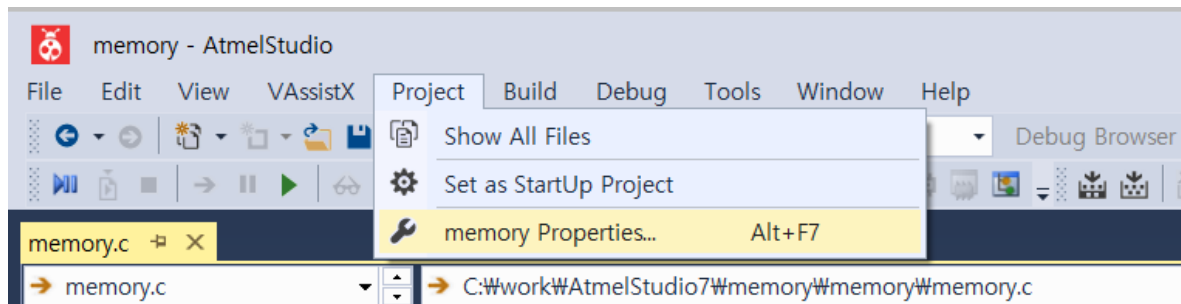 memory - AtmelStudio
File Edit View VAssistX Project Build Debug Tools Window Help
Show All Files
Debug Browser
Set as StartUp Project
memory Properties... Alt+F7
memory.c
memory.c
C:₩work₩AtmelStudio7₩memory₩memory₩memory.c